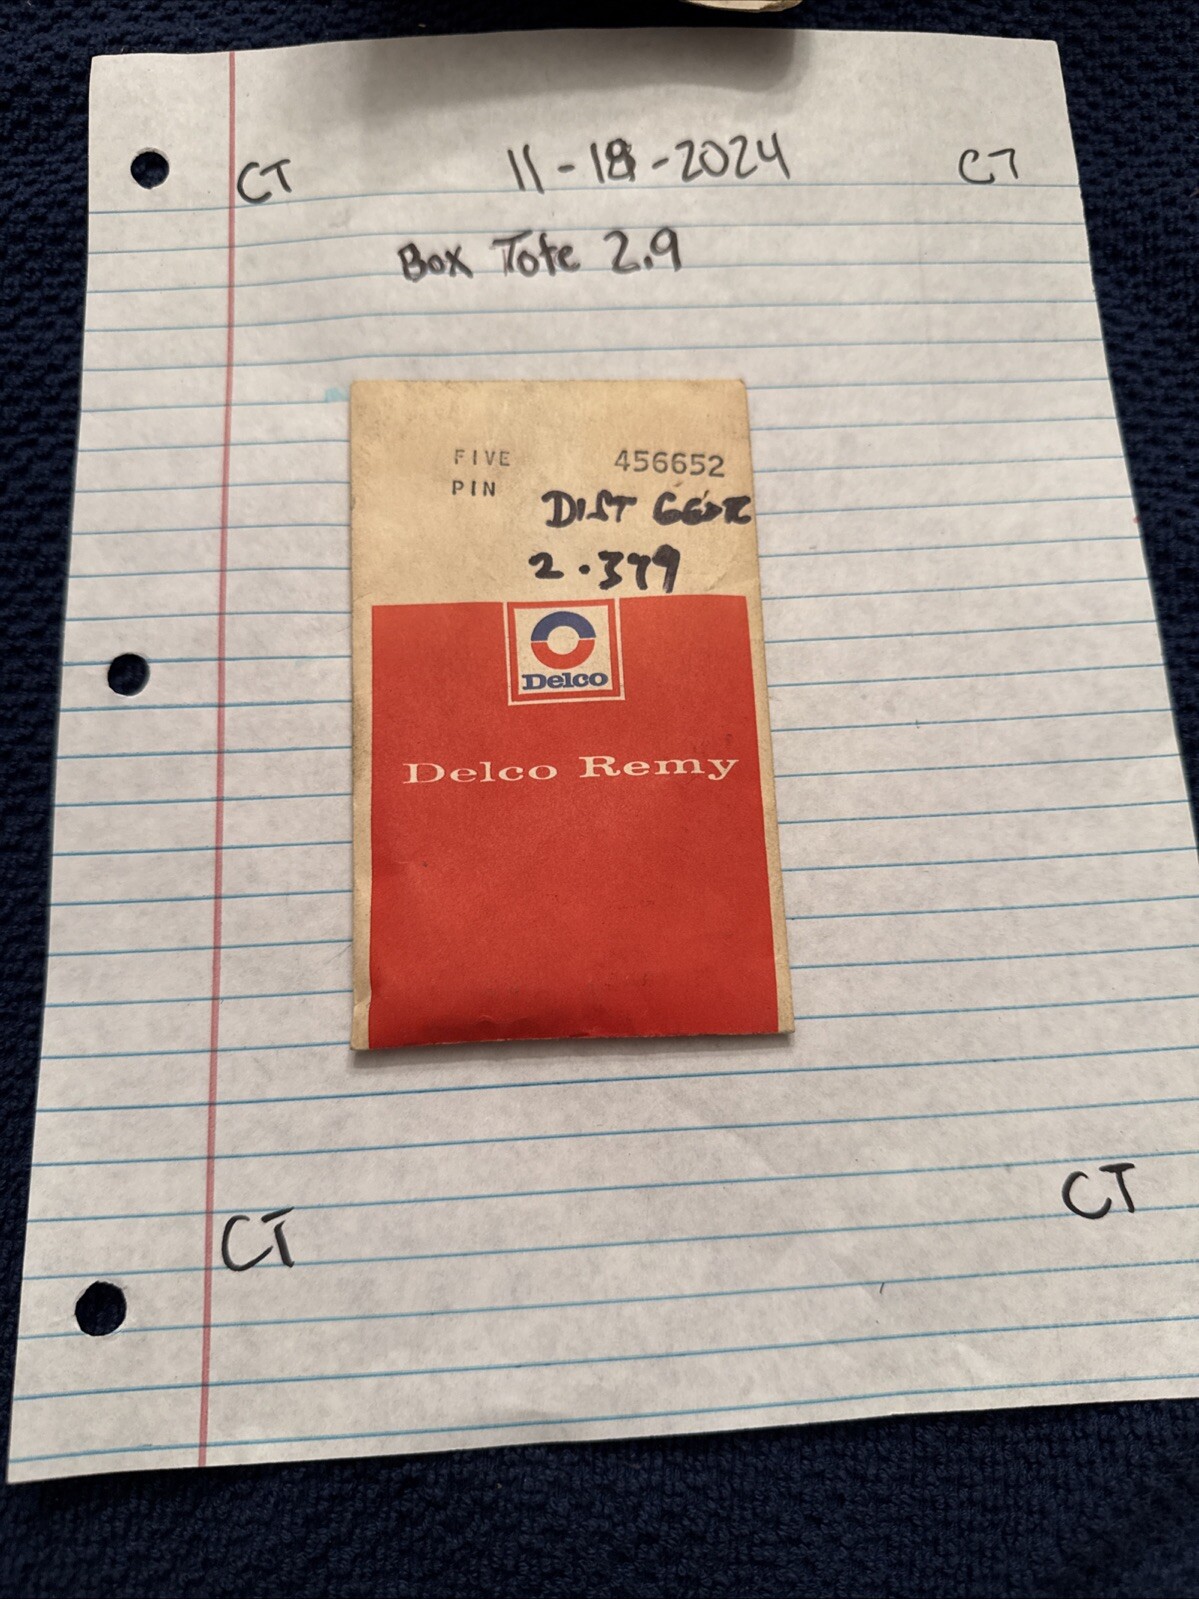 CT 11-18-2024 CT
Box Tote 2.9
FIVE 456652
PIN
DIST GEAR
2.379
Delco
Delco Remy
CT
CT